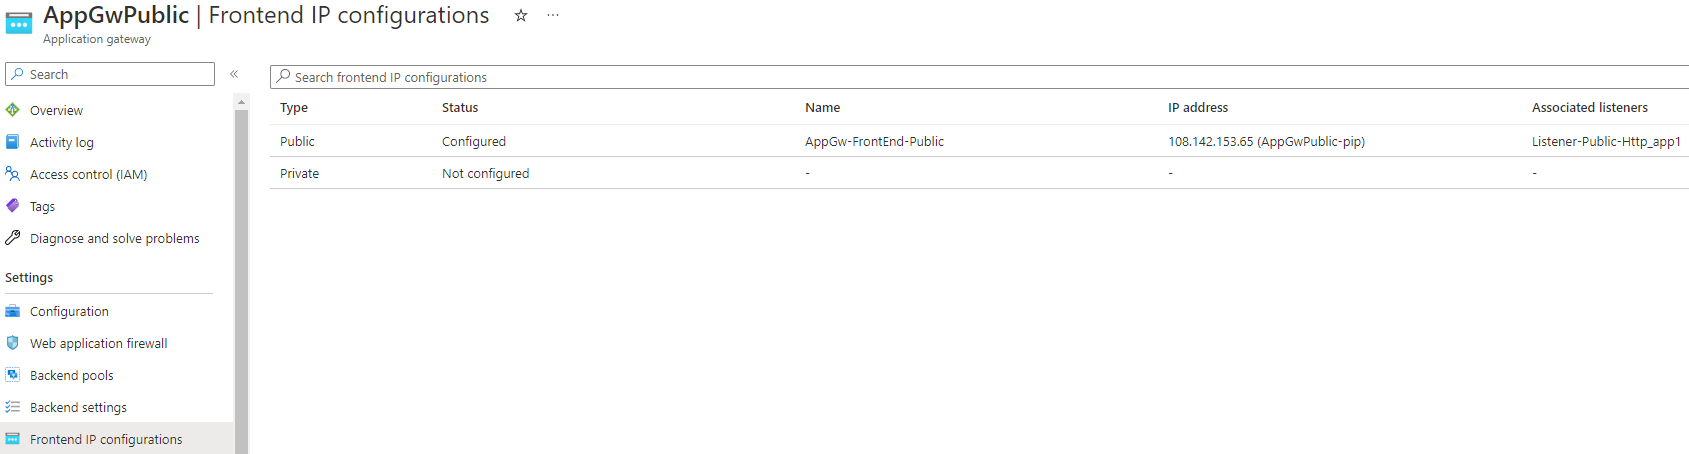 AppGwPublic | Frontend IP configurations
Application gateway
Search
Overview
Activity log
Access control (IAM)
Tags
Diagnose and solve problems
Settings
Configuration
Web application firewall
Backend pools
Backend settings
Frontend IP configurations
Search frontend IP configurations
Type Status Name IP address Associated listeners
Public Configured AppGw-FrontEnd-Public 108.142.153.65 (AppGwPublic-pip) Listener-Public-Http_app1
Private Not configured - - -